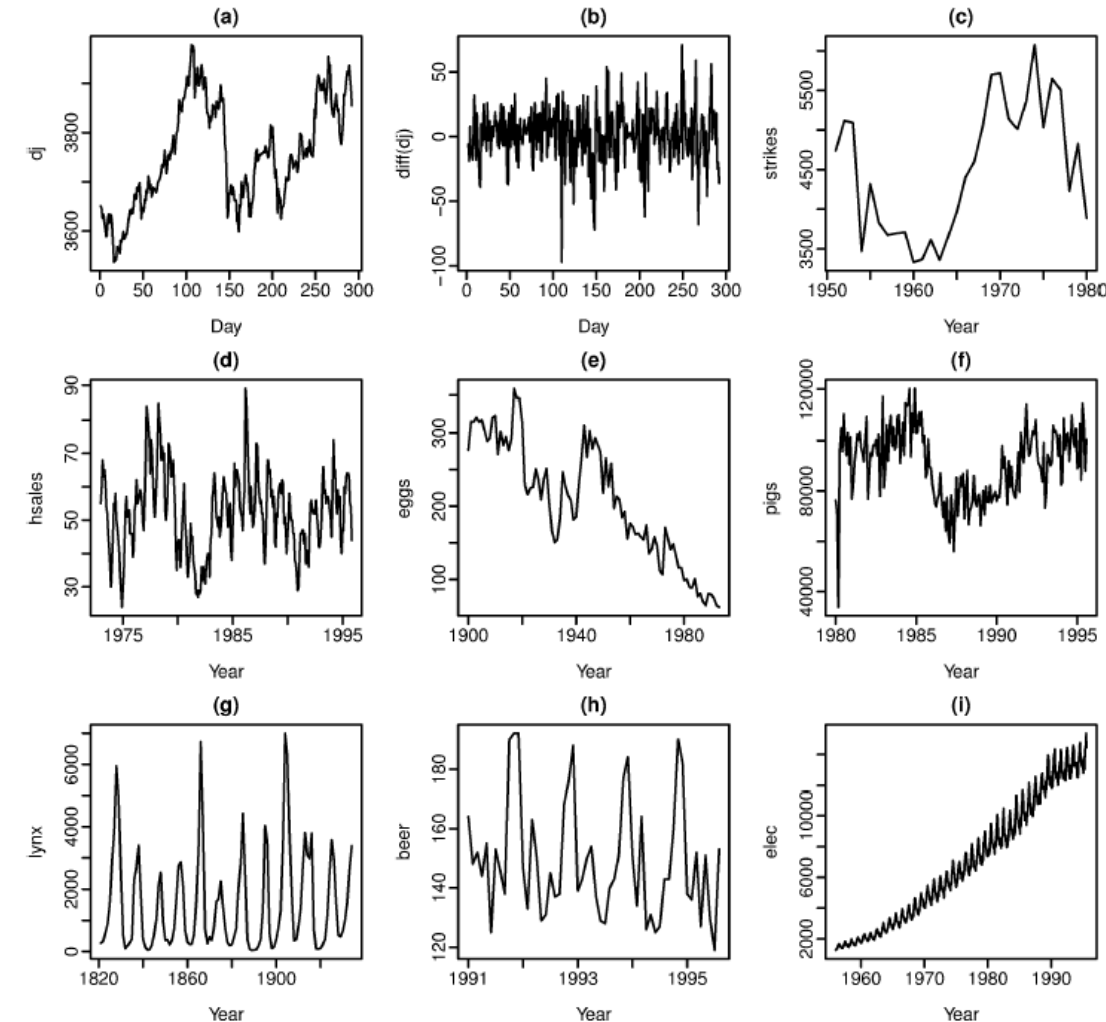 (a) (b) (c)
dj
3600 3800
0 50 100 150 200 250 300
Day
diff(dj)
−100 −50 0 50
0 50 100 150 200 250 300
Day
strikes
3500 4500 5500
1950 1960 1970 1980
Year
(d) (e) (f)
hsales
30 50 70 90
1975 1985 1995
Year
eggs
100 200 300
1900 1940 1980
Year
pigs
40000 80000 120000
1980 1985 1990 1995
Year
(g) (h) (i)
lynx
0 2000 4000 6000
1820 1860 1900
Year
beer
120 140 160 180
1991 1993 1995
Year
elec
2000 6000 10000
1960 1970 1980 1990
Year